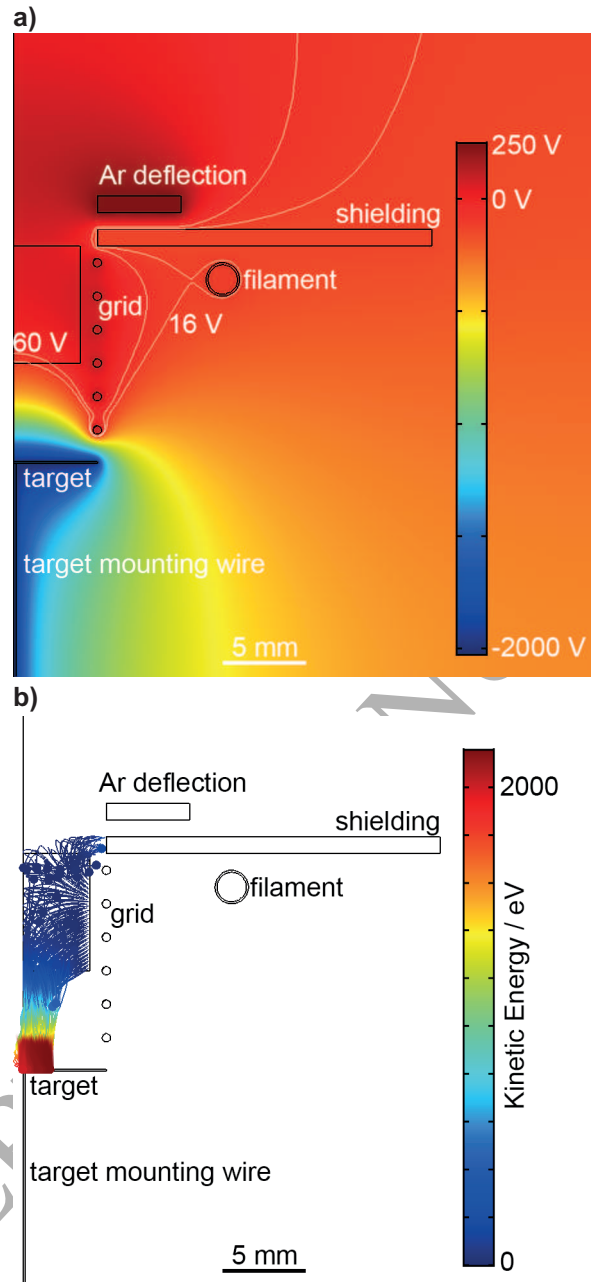 a)
250 V
Ar deflection
0 V
shielding
filament
grid
16 V
60 V
target
target mounting wire
5 mm
-2000 V
b)
2000
Ar deflection
shielding
filament
grid
Kinetic Energy / eV
target
target mounting wire
5 mm
0